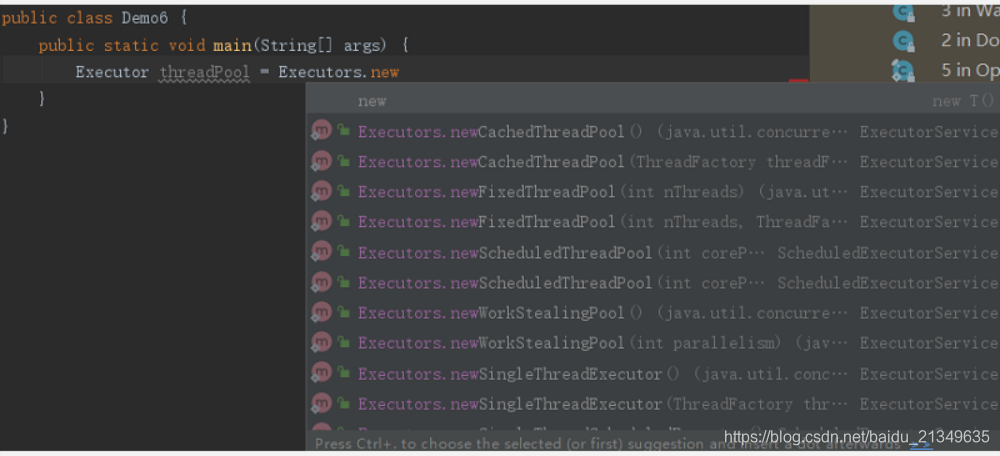 public class Demo6 {
public static void main(String[] args) {
Executor threadPool = Executors.new
}
}
3 in Wa
2 in Do
5 in Op
new new T()
Executors.newCachedThreadPool() (java.util.concurre… ExecutorService
Executors.newCachedThreadPool(ThreadFactory threadF… ExecutorService
Executors.newFixedThreadPool(int nThreads) (java.ut… ExecutorService
Executors.newFixedThreadPool(int nThreads, ThreadFa… ExecutorService
Executors.newScheduledThreadPool(int coreP… ScheduledExecutorService
Executors.newScheduledThreadPool(int coreP… ScheduledExecutorService
Executors.newWorkStealingPool() (java.util.concurre… ExecutorService
Executors.newWorkStealingPool(int parallelism) (jav… ExecutorService
Executors.newSingleThreadExecutor() (java.util.conc… ExecutorService
Executors.newSingleThreadExecutor(ThreadFactory thr… ExecutorService
Press Ctrl+. to choose the selected (or first) suggestion and insert a dot afterwards >>
https://blog.csdn.net/baidu_21349635